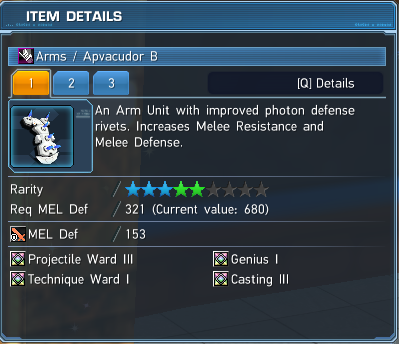 ITEM DETAILS
Arms / Apvacudor B
1 2 3 [Q] Details
An Arm Unit with improved photon defense
rivets. Increases Melee Resistance and
Melee Defense.
Rarity /
Req MEL Def / 321 (Current value: 680)
MEL Def / 153
Projectile Ward III Genius I
Technique Ward I Casting III